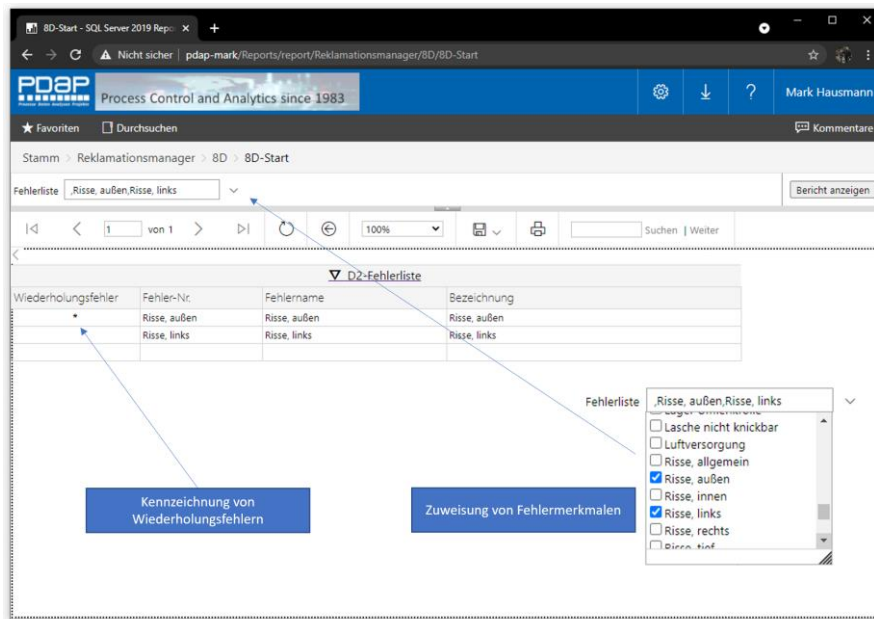 8D-Start - SQL Server 2019 Repo
Nicht sicher | pdap-mark/Reports/report/Reklamationsmanager/8D/8D-Start
PDAP
Process Control and Analytics since 1983
? Mark Hausmann
Favoriten Durchsuchen Kommentare
Stamm > Reklamationsmanager > 8D > 8D-Start
Fehlerliste ,Risse, außen,Risse, links Bericht anzeigen
1 von 1 100% Suchen | Weiter
D2-Fehlerliste
Wiederholungsfehler Fehler-Nr. Fehlername Bezeichnung
* Risse, außen Risse, außen Risse, außen
Risse, links Risse, links Risse, links
Fehlerliste ,Risse, außen,Risse, links
Lasche nicht knickbar
Luftversorgung
Risse, allgemein
Risse, außen
Risse, innen
Risse, links
Risse, rechts
Risse, tief
Kennzeichnung von
Wiederholungsfehlern
Zuweisung von Fehlermerkmalen